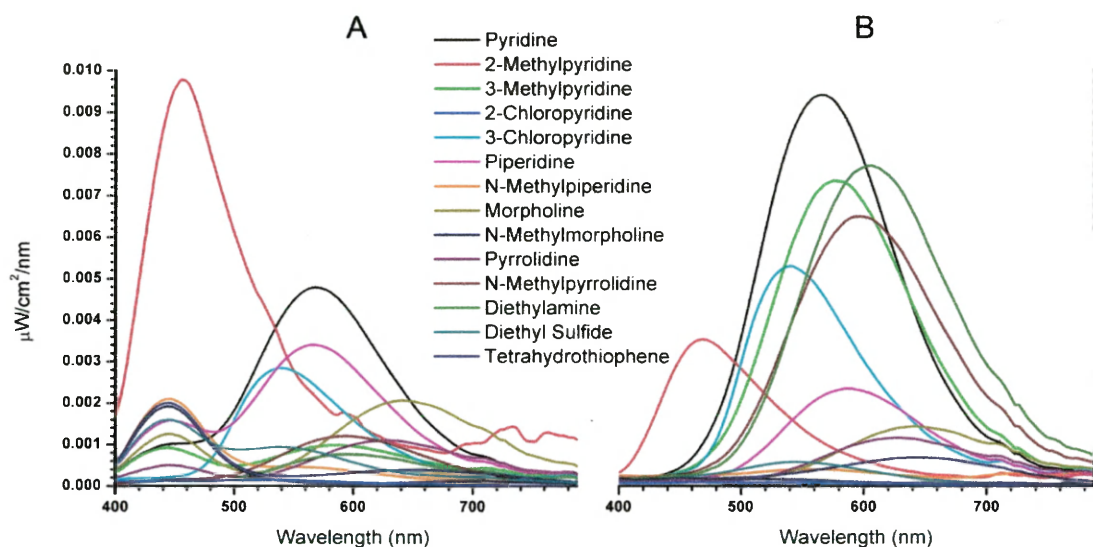 A
B
Pyridine
2-Methylpyridine
3-Methylpyridine
2-Chloropyridine
3-Chloropyridine
Piperidine
N-Methylpiperidine
Morpholine
N-Methylmorpholine
Pyrrolidine
N-Methylpyrrolidine
Diethylamine
Diethyl Sulfide
Tetrahydrothiophene
µW/cm²/nm
0.010
0.009
0.008
0.007
0.006
0.005
0.004
0.003
0.002
0.001
0.000
400 500 600 700
400 500 600 700
Wavelength (nm)
Wavelength (nm)